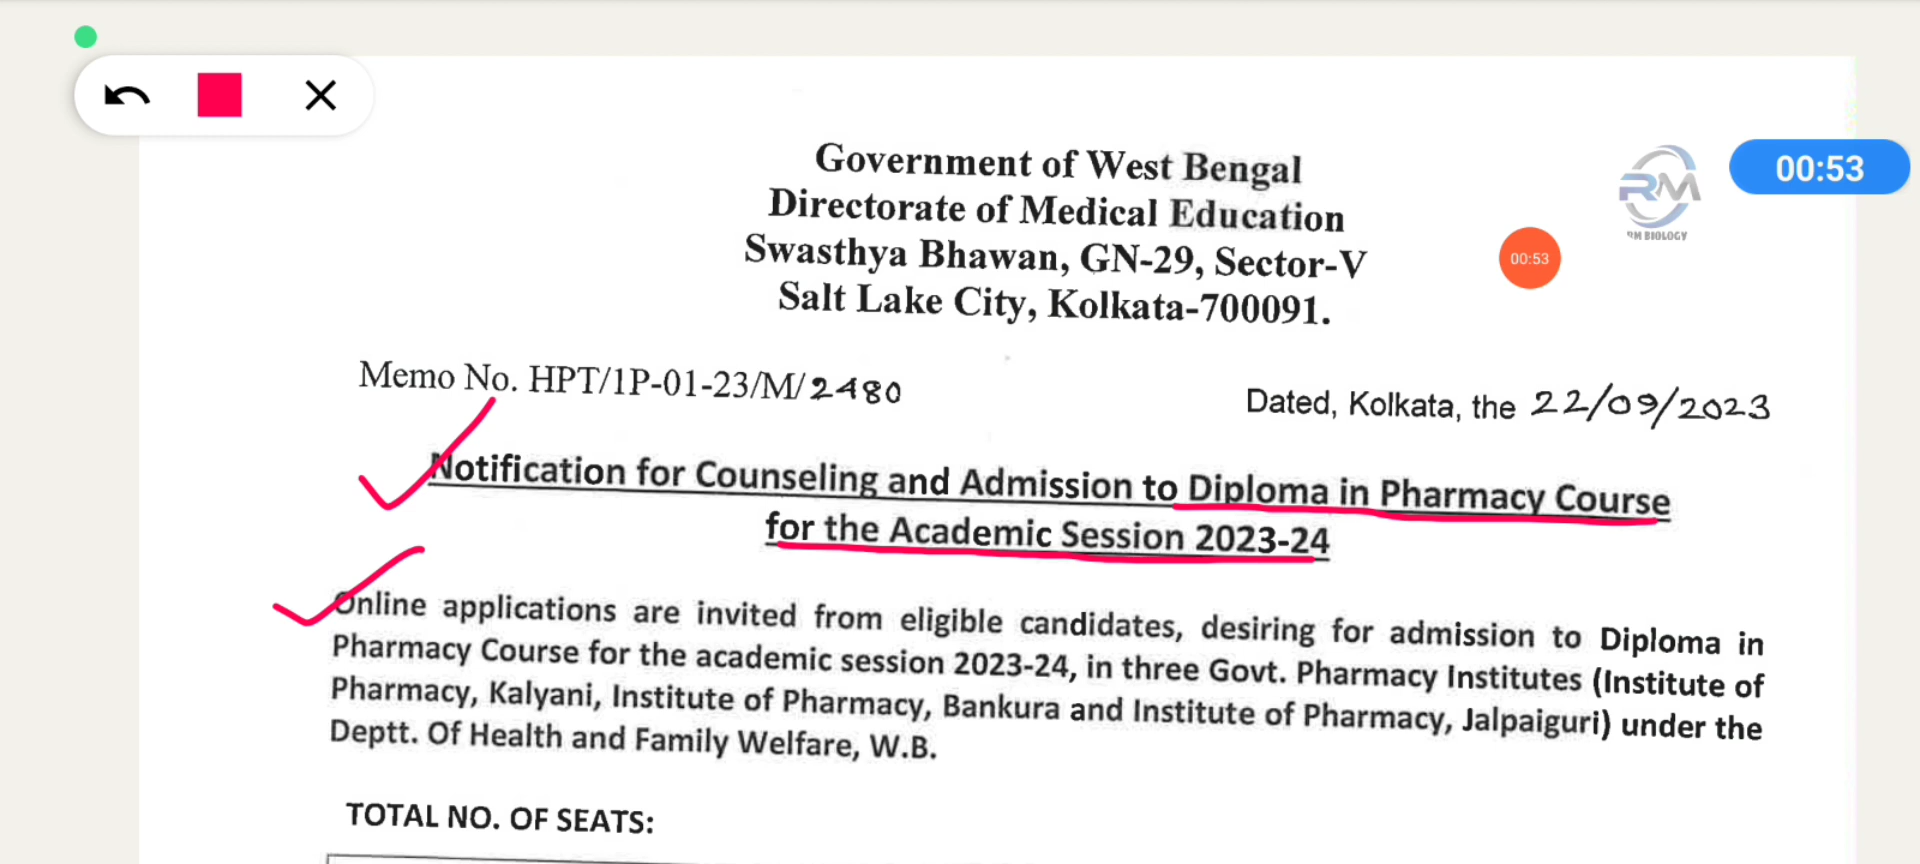 Government of West Bengal
Directorate of Medical Education
Swasthya Bhawan, GN-29, Sector-V
Salt Lake City, Kolkata-700091.
RM
RM BIOLOGY
00:53
00:53
Memo No. HPT/1P-01-23/M/2480
Dated, Kolkata, the 22/09/2023
Notification for Counseling and Admission to Diploma in Pharmacy Course
for the Academic Session 2023-24
Online applications are invited from eligible candidates, desiring for admission to Diploma in
Pharmacy Course for the academic session 2023-24, in three Govt. Pharmacy Institutes (Institute of
Pharmacy, Kalyani, Institute of Pharmacy, Bankura and Institute of Pharmacy, Jalpaiguri) under the
Deptt. Of Health and Family Welfare, W.B.
TOTAL NO. OF SEATS: